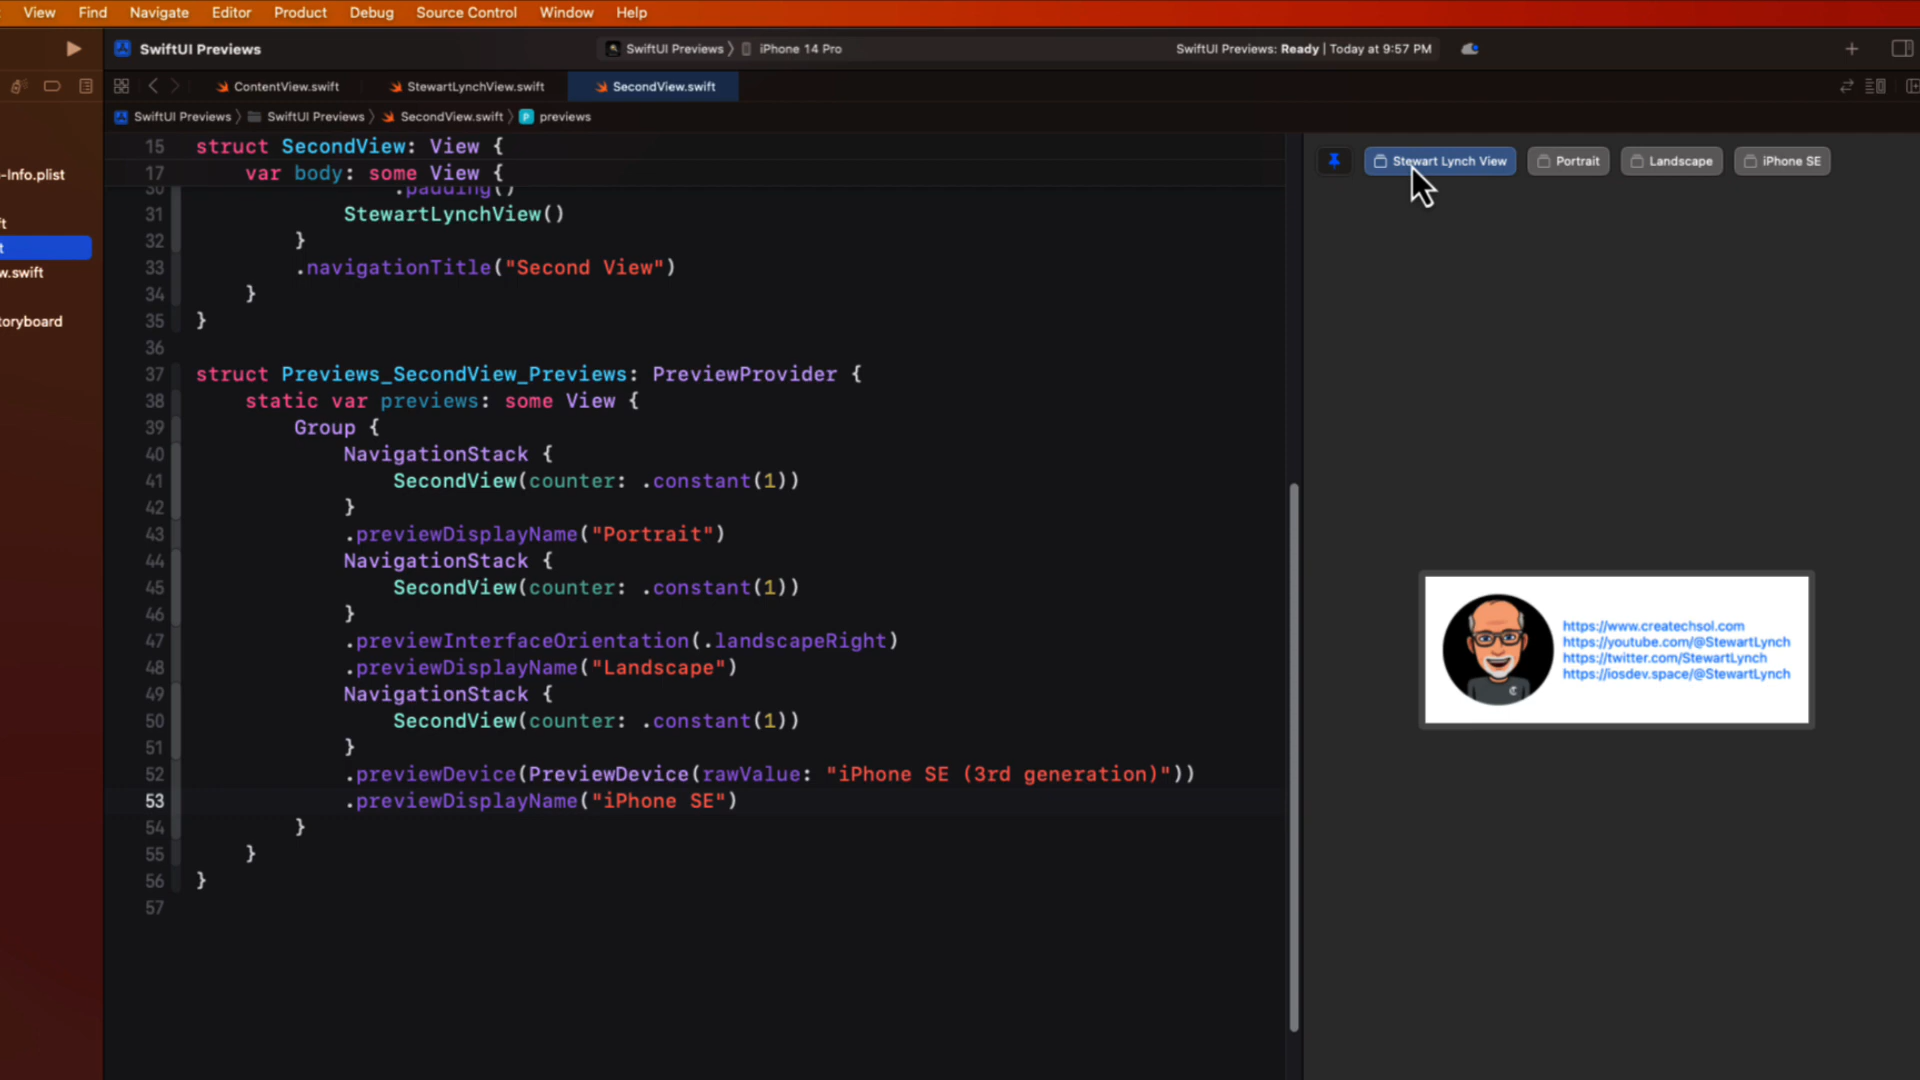 View Find Navigate Editor Product Debug Source Control Window Help
SwiftUI Previews
SwiftUI Previews iPhone 14 Pro
SwiftUI Previews: Ready | Today at 9:57 PM
ContentView.swift StewartLynchView.swift SecondView.swift
SwiftUI Previews SwiftUI Previews SecondView.swift P previews
-Info.plist
ft
t
w.swift
toryboard
15 struct SecondView: View {
17 var body: some View {
30 .padding()
31 StewartLynchView()
32 }
33 .navigationTitle("Second View")
34 }
35 }
36
37 struct Previews_SecondView_Previews: PreviewProvider {
38 static var previews: some View {
39 Group {
40 NavigationStack {
41 SecondView(counter: .constant(1))
42 }
43 .previewDisplayName("Portrait")
44 NavigationStack {
45 SecondView(counter: .constant(1))
46 }
47 .previewInterfaceOrientation(.landscapeRight)
48 .previewDisplayName("Landscape")
49 NavigationStack {
50 SecondView(counter: .constant(1))
51 }
52 .previewDevice(PreviewDevice(rawValue: "iPhone SE (3rd generation)"))
53 .previewDisplayName("iPhone SE")
54 }
55 }
56 }
57
Stewart Lynch View Portrait Landscape iPhone SE
https://www.createchsol.com
https://youtube.com/@StewartLynch
https://twitter.com/StewartLynch
https://iosdev.space/@StewartLynch